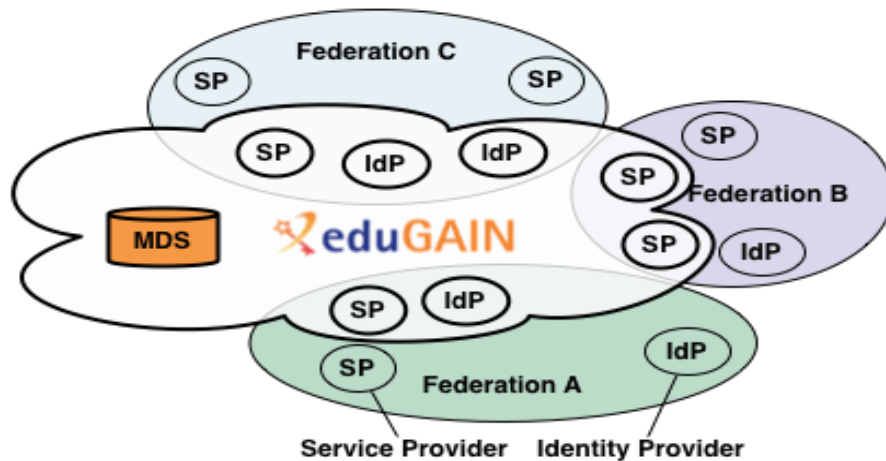 Federation C
SP
SP
SP
IdP
IdP
SP
SP
Federation B
MDS
eduGAIN
SP
IdP
SP
IdP
SP
IdP
Federation A
Service Provider
Identity Provider